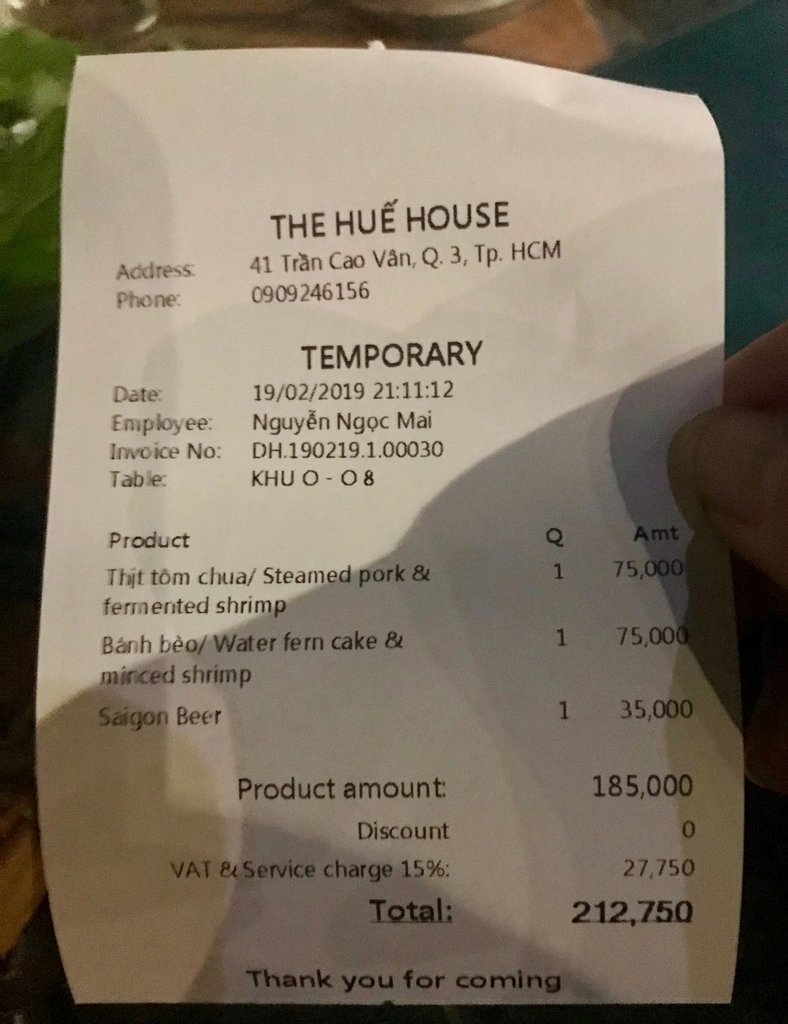 THE HUẾ HOUSE
Address: 41 Trần Cao Vân, Q. 3, Tp. HCM
Phone: 0909246156
TEMPORARY
Date: 19/02/2019 21:11:12
Employee: Nguyễn Ngọc Mai
Invoice No: DH.190219.1.00030
Table: KHU O - O 8
Product Q Amt
Thịt tôm chua/ Steamed pork & 1 75,000
fermented shrimp
Bánh bèo/ Water fern cake & 1 75,000
minced shrimp
Saigon Beer 1 35,000
Product amount: 185,000
Discount 0
VAT & Service charge 15%: 27,750
Total: 212,750
Thank you for coming